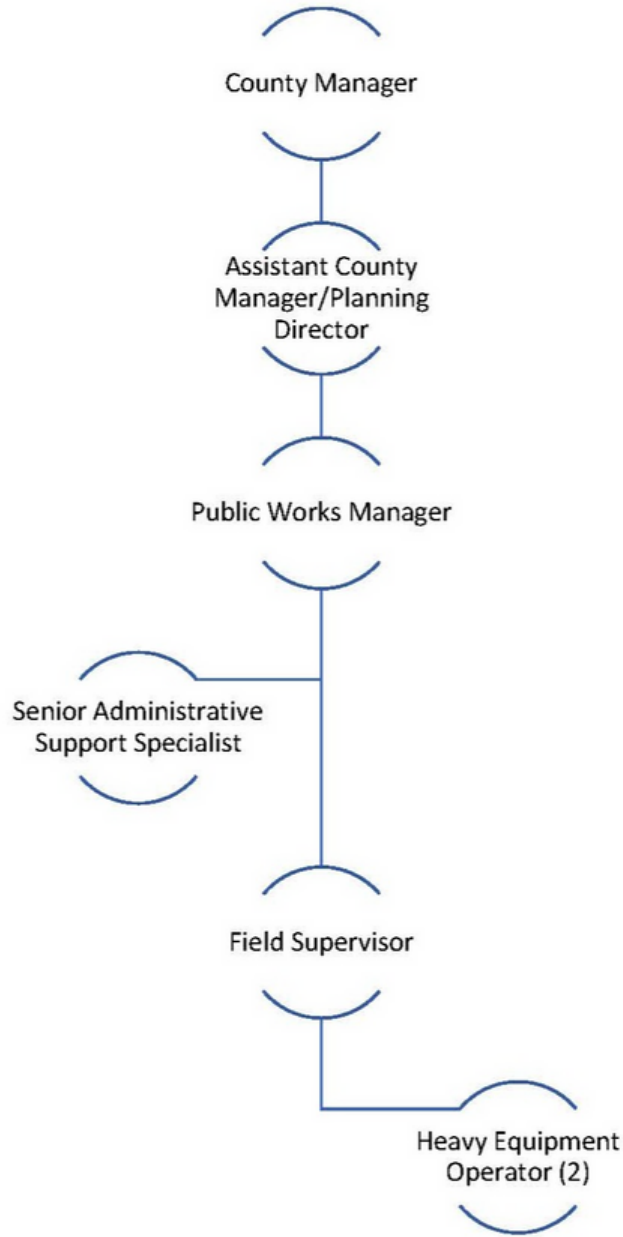 County Manager
Assistant County
Manager/Planning
Director
Public Works Manager
Senior Administrative
Support Specialist
Field Supervisor
Heavy Equipment
Operator (2)